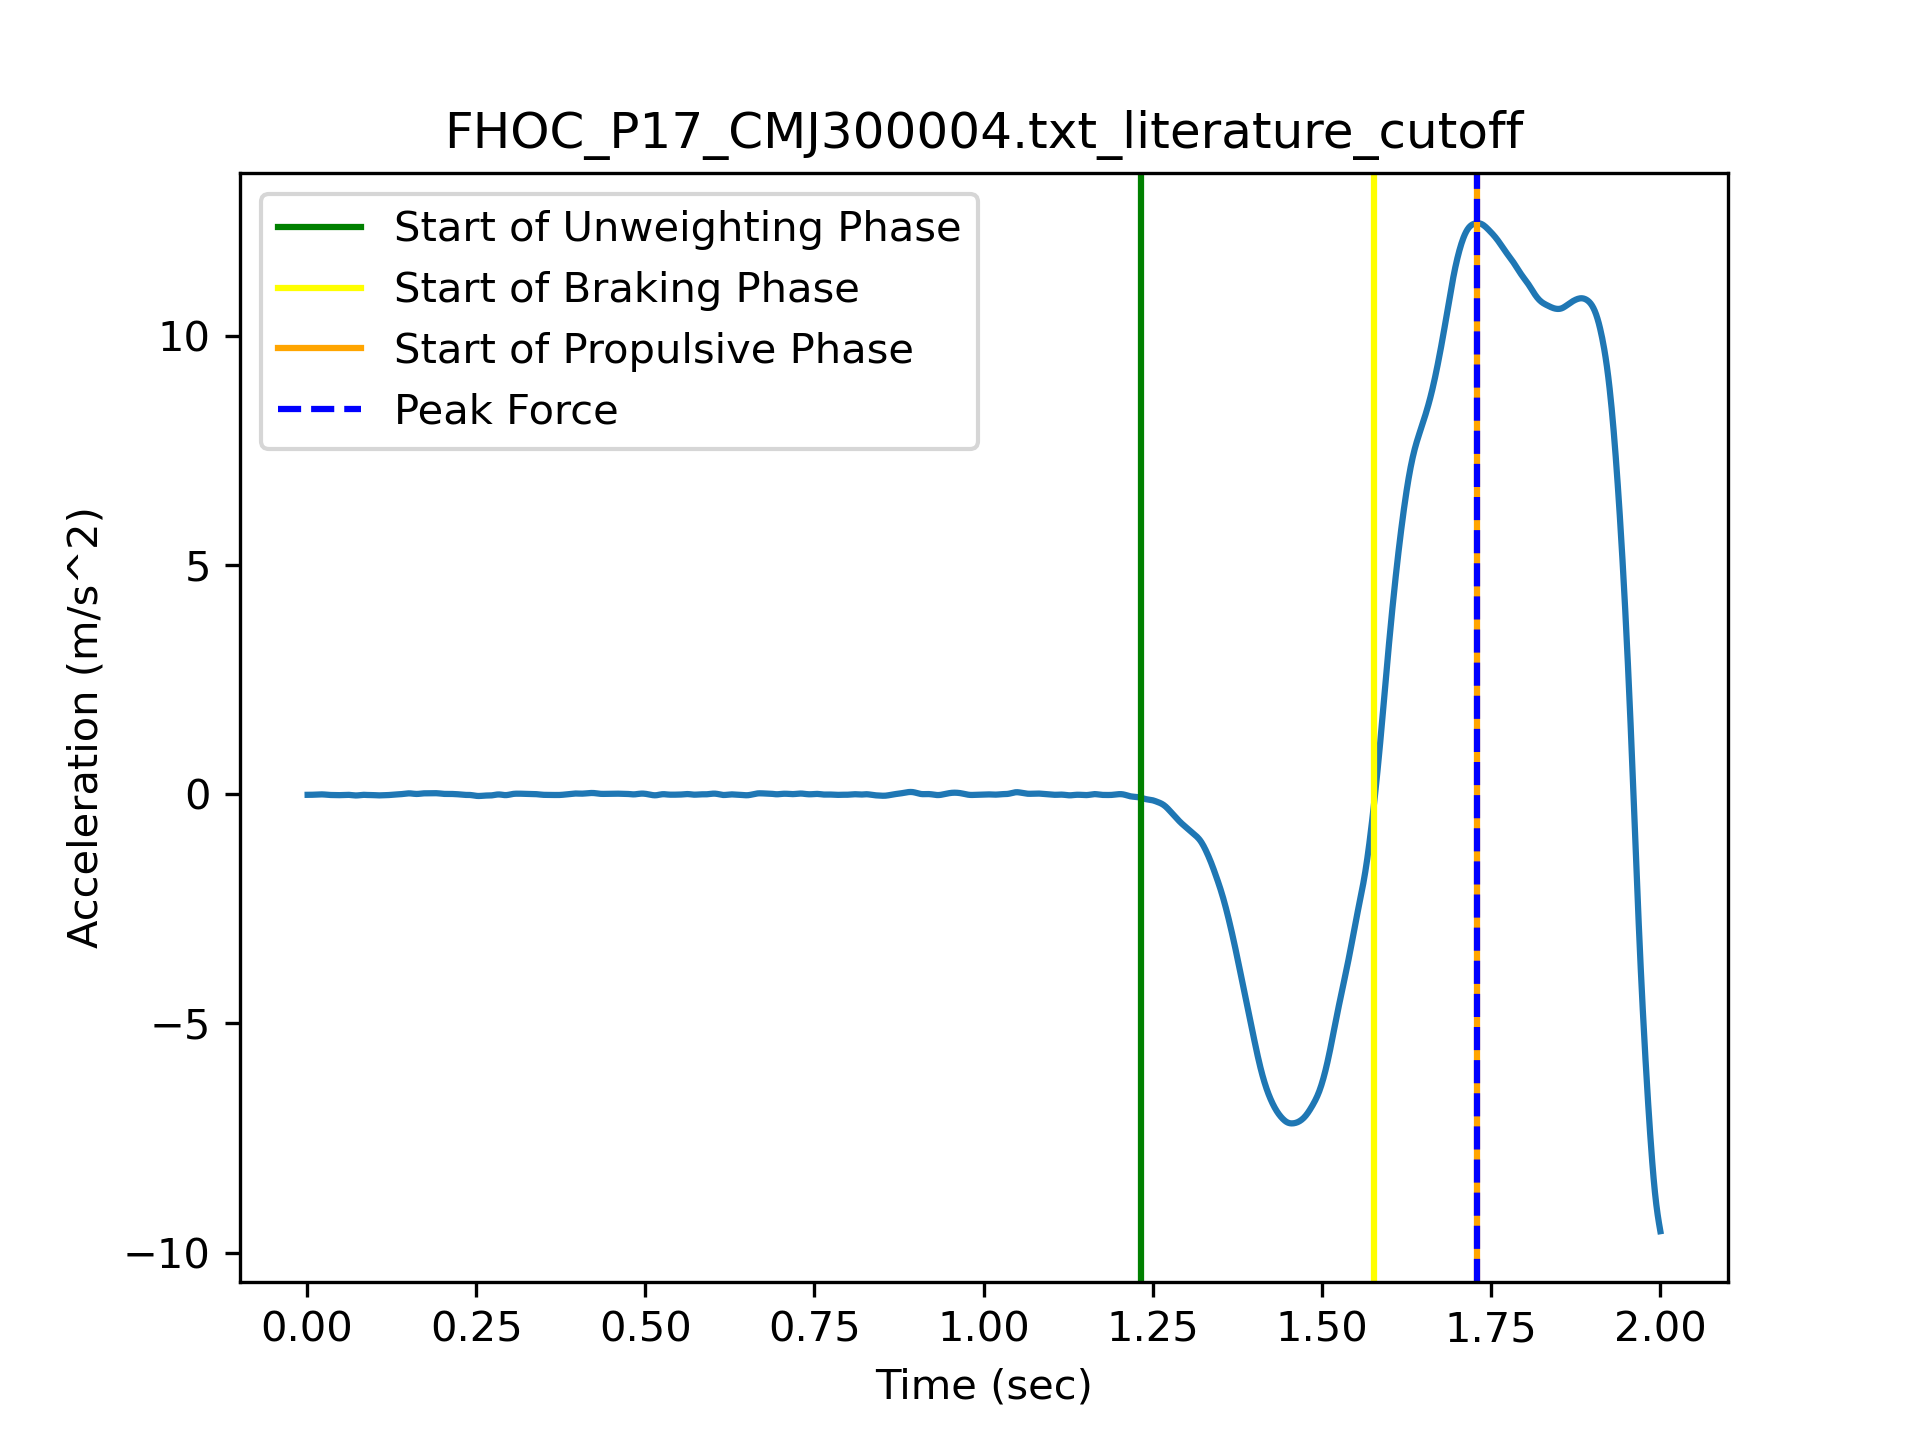 FHOC_P17_CMJ300004.txt_literature_cutoff
Start of Unweighting Phase
Start of Braking Phase
Start of Propulsive Phase
Peak Force
10
5
0
−5
−10
Acceleration (m/s^2)
0.00 0.25 0.50 0.75 1.00 1.25 1.50 1.75 2.00
Time (sec)